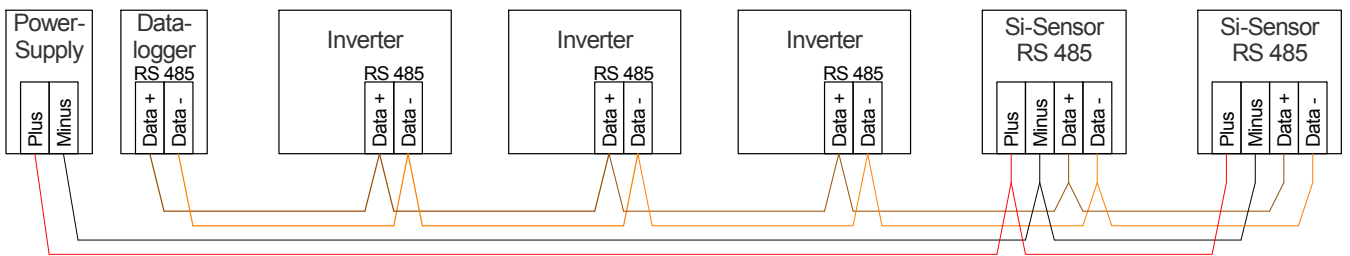 Power-
Supply
Plus
Minus
Data-
logger
RS 485
Data +
Data -
Inverter
RS 485
Data +
Data -
Inverter
RS 485
Data +
Data -
Inverter
RS 485
Data +
Data -
Si-Sensor
RS 485
Plus
Minus
Data +
Data -
Si-Sensor
RS 485
Plus
Minus
Data +
Data -